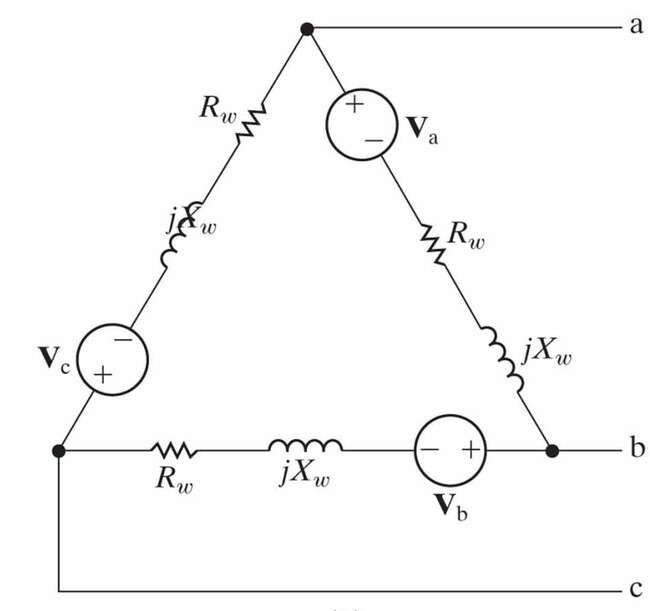 a
R_w
+
−
V_a
jX_w
R_w
−
V_c
+
jX_w
− +
b
R_w
jX_w
V_b
c